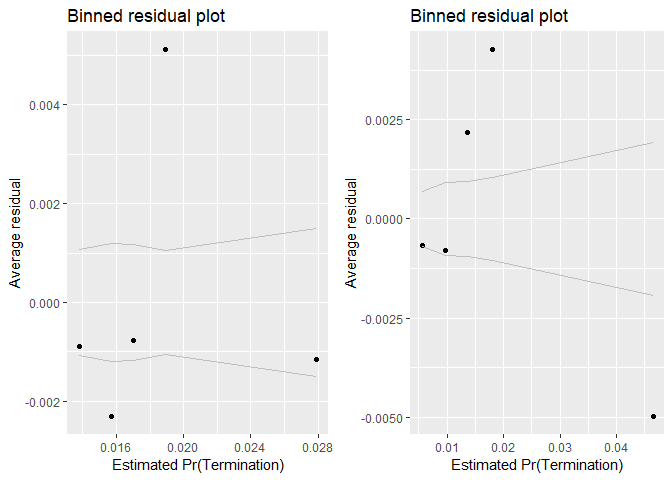 Binned residual plot
Average residual
0.004
0.002
0.000
-0.002
0.016
0.020
0.024
0.028
Estimated Pr(Termination)
Binned residual plot
Average residual
0.0025
0.0000
-0.0025
-0.0050
0.01
0.02
0.03
0.04
Estimated Pr(Termination)